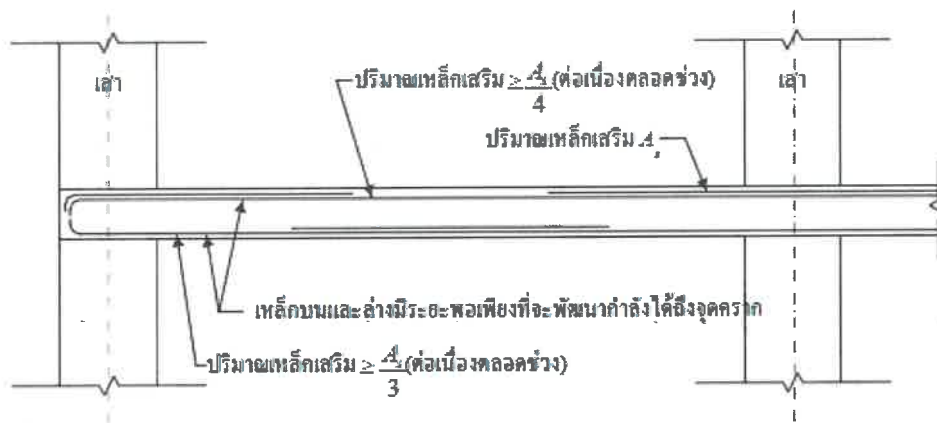 เสา
เสา
ปริมาณเหล็กเสริม ≥ A_s/4 (ต่อเนื่องตลอดช่วง)
ปริมาณเหล็กเสริม A_s
เหล็กบนและล่างมีระยะพอเพียงที่จะพัฒนากำลังได้ถึงจุดคราก
ปริมาณเหล็กเสริม ≥ A_s/3 (ต่อเนื่องตลอดช่วง)